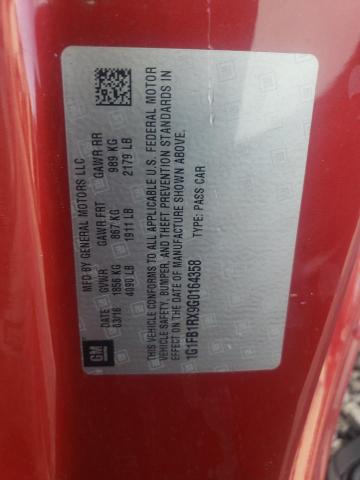 MFD BY GENERAL MOTORS LLC
DATE GVWR GAWR FRT GAWR RR
03/16 1856 KG 867 KG 989 KG
4090 LB 1911 LB 2179 LB
GM
THIS VEHICLE CONFORMS TO ALL APPLICABLE U.S. FEDERAL MOTOR
VEHICLE SAFETY, BUMPER, AND THEFT PREVENTION STANDARDS IN
EFFECT ON THE DATE OF MANUFACTURE SHOWN ABOVE.
1G1FB1RX9G0164358 TYPE: PASS CAR